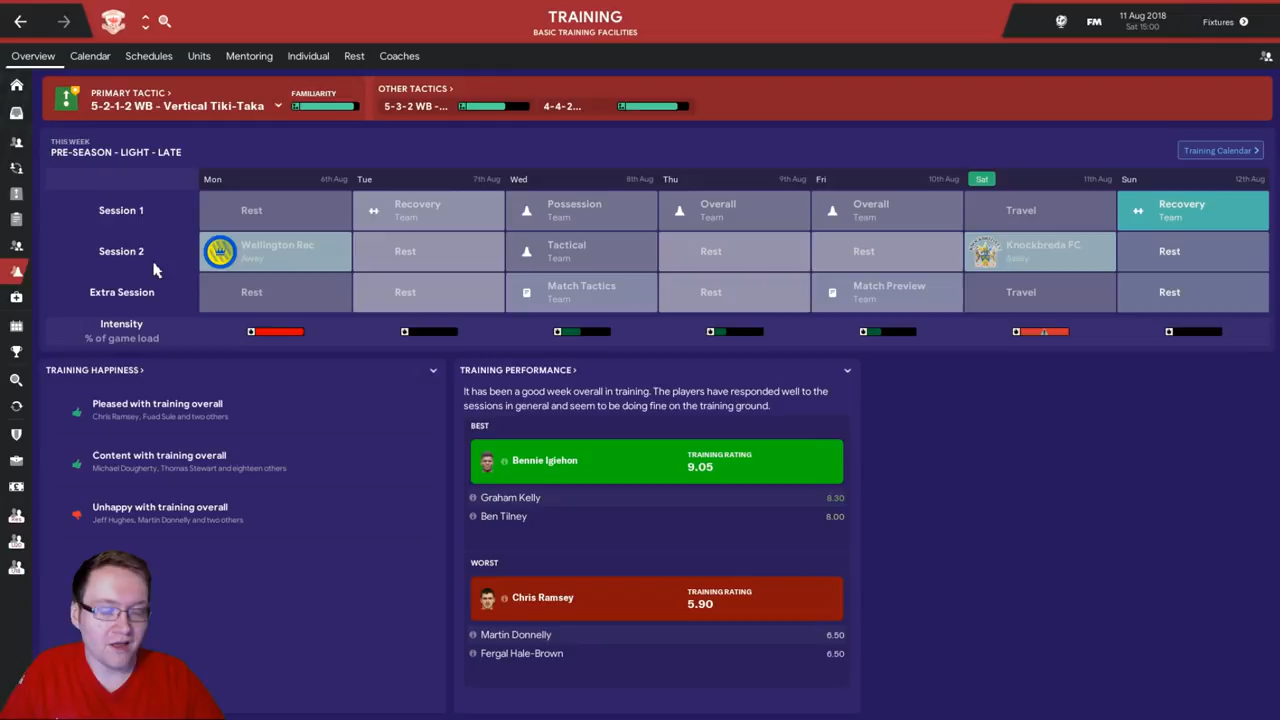 TRAINING
BASIC TRAINING FACILITIES
FM
11 Aug 2018
Sat 15:00
Fixtures
Overview
Calendar
Schedules
Units
Mentoring
Individual
Rest
Coaches
PRIMARY TACTIC >
5-2-1-2 WB - Vertical Tiki-Taka
FAMILIARITY
OTHER TACTICS >
5-3-2 WB -...
4-4-2...
THIS WEEK
PRE-SEASON - LIGHT - LATE
Training Calendar >
Mon 6th Aug
Tue 7th Aug
Wed 8th Aug
Thu 9th Aug
Fri 10th Aug
Sat 11th Aug
Sun 12th Aug
Session 1
Rest
Recovery
Team
Possession
Team
Overall
Team
Overall
Team
Travel
Recovery
Team
Session 2
Wellington Rec
Away
Rest
Tactical
Team
Rest
Rest
Knockbreda FC
Away
Rest
Extra Session
Rest
Rest
Match Tactics
Team
Rest
Match Preview
Team
Travel
Rest
Intensity
% of game load
TRAINING HAPPINESS >
Pleased with training overall
Chris Ramsey, Fuad Sule and two others
Content with training overall
Michael Dougherty, Thomas Stewart and eighteen others
Unhappy with training overall
Jeff Hughes, Martin Donnelly and two others
TRAINING PERFORMANCE >
It has been a good week overall in training. The players have responded well to the
sessions in general and seem to be doing fine on the training ground.
BEST
Bennie Igiehon
TRAINING RATING
9.05
Graham Kelly 8.30
Ben Tilney 8.00
WORST
Chris Ramsey
TRAINING RATING
5.90
Martin Donnelly 6.50
Fergal Hale-Brown 6.50